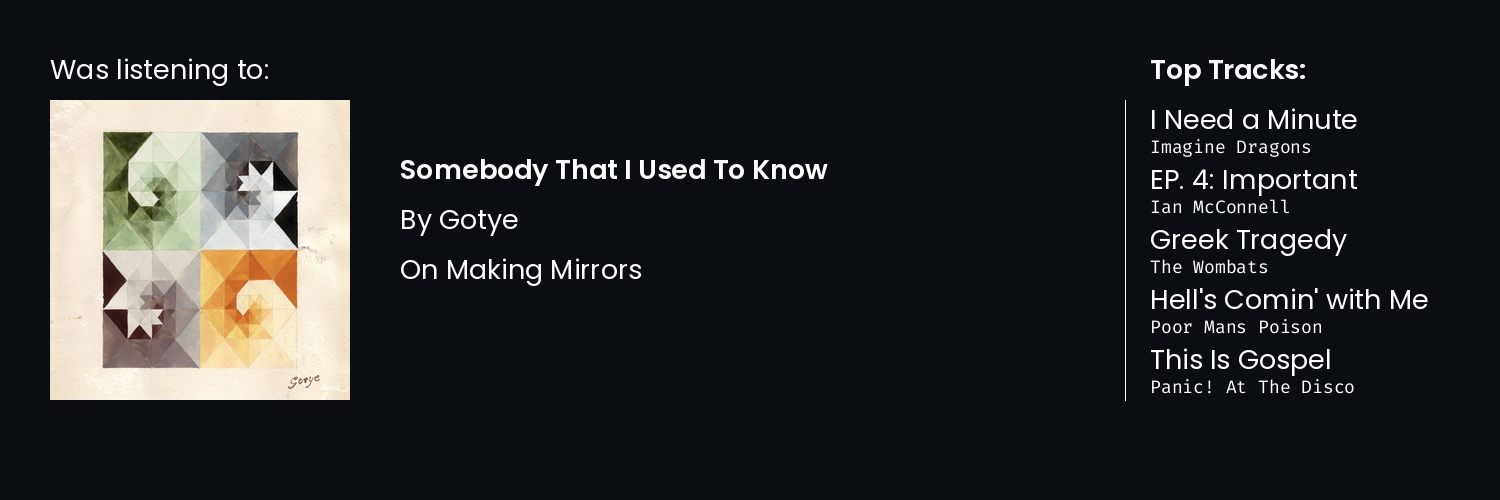 Was listening to:
Somebody That I Used To Know
By Gotye
On Making Mirrors
Gotye
Top Tracks:
I Need a Minute
Imagine Dragons
EP. 4: Important
Ian McConnell
Greek Tragedy
The Wombats
Hell's Comin' with Me
Poor Mans Poison
This Is Gospel
Panic! At The Disco